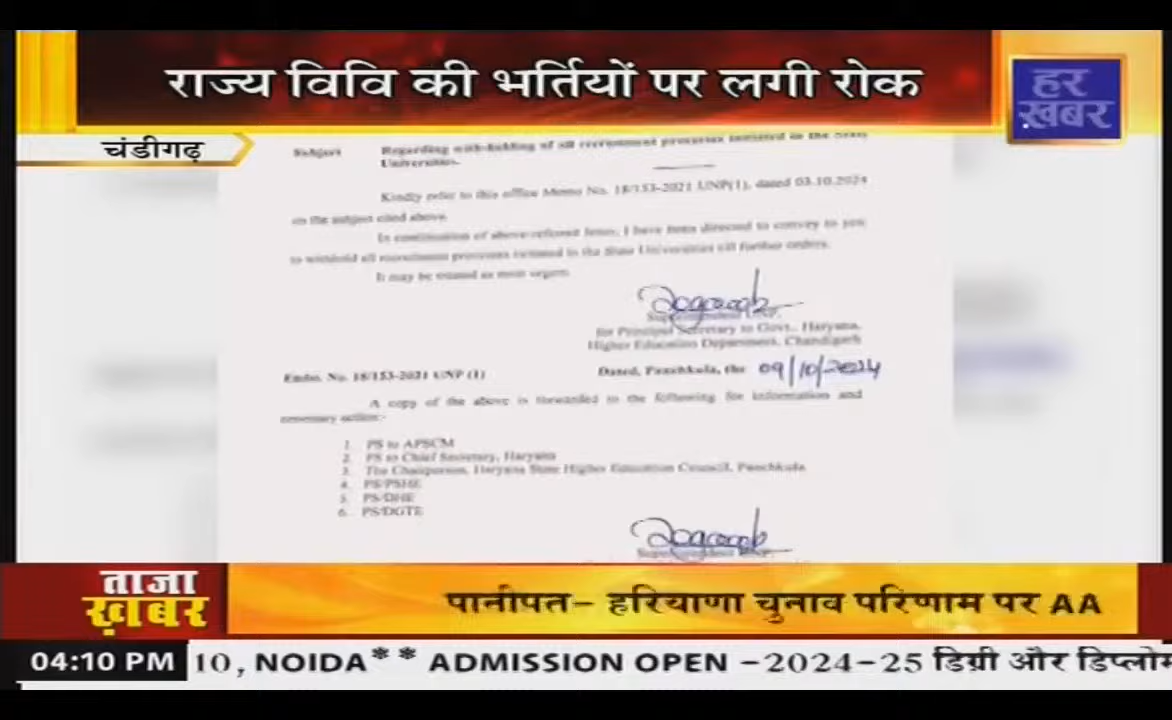 राज्य विवि की भर्तियों पर लगी रोक
हर
ख़बर
चंडीगढ़
Subject Regarding with-holding of all recruitment processes initiated in the State
Universities.
Kindly refer to this office Memo No. 18/153-2021 UNP(1), dated 03.10.2024
on the subject cited above.
In continuation of above-referred letter, I have been directed to convey to you
to withhold all recruitment processes initiated in the State Universities till further orders.
It may be treated as most urgent.
for Principal Secretary to Govt., Haryana,
Higher Education Department, Chandigarh
Endst. No. 18/153-2021 UNP (1) Dated, Panchkula, the 09/10/2024
A copy of the above is forwarded to the following for information and
necessary action:-
1. PS to APSCM
2. PS to Chief Secretary, Haryana
3. The Chairperson, Haryana State Higher Education Council, Panchkula
4. PS/PSHE
5. PS/DHE
6. PS/DGTE
ताजा
ख़बर
पानीपत– हरियाणा चुनाव परिणाम पर AA
04:10 PM 10, NOIDA** ADMISSION OPEN –2024–25 डिग्री और डिप्लोम